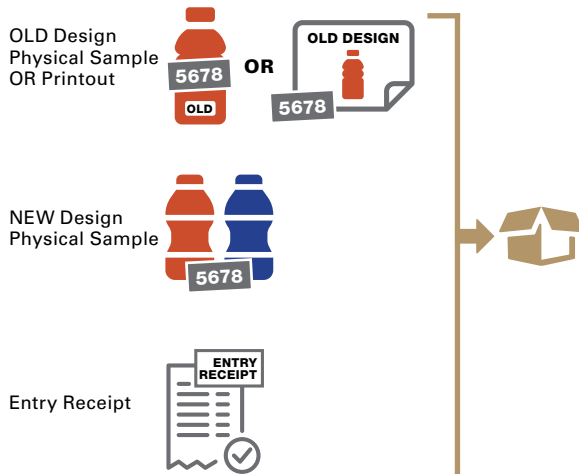 OLD Design
Physical Sample
OR Printout
5678
OLD
OR
OLD DESIGN
5678
NEW Design
Physical Sample
5678
Entry Receipt
ENTRY
RECEIPT